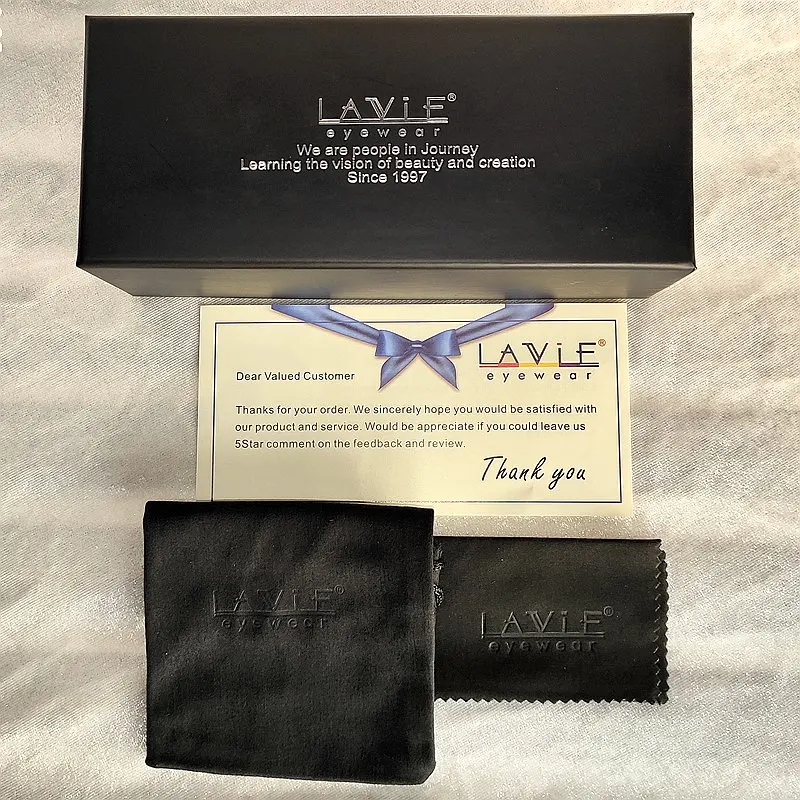 LAViE®
eyewear
We are people in Journey
Learning the vision of beauty and creation
Since 1997
LAViE®
eyewear
Dear Valued Customer
Thanks for your order. We sincerely hope you would be satisfied with
our product and service. Would be appreciate if you could leave us
5Star comment on the feedback and review.
Thank you
LAViE®
eyewear
LAViE®
eyewear